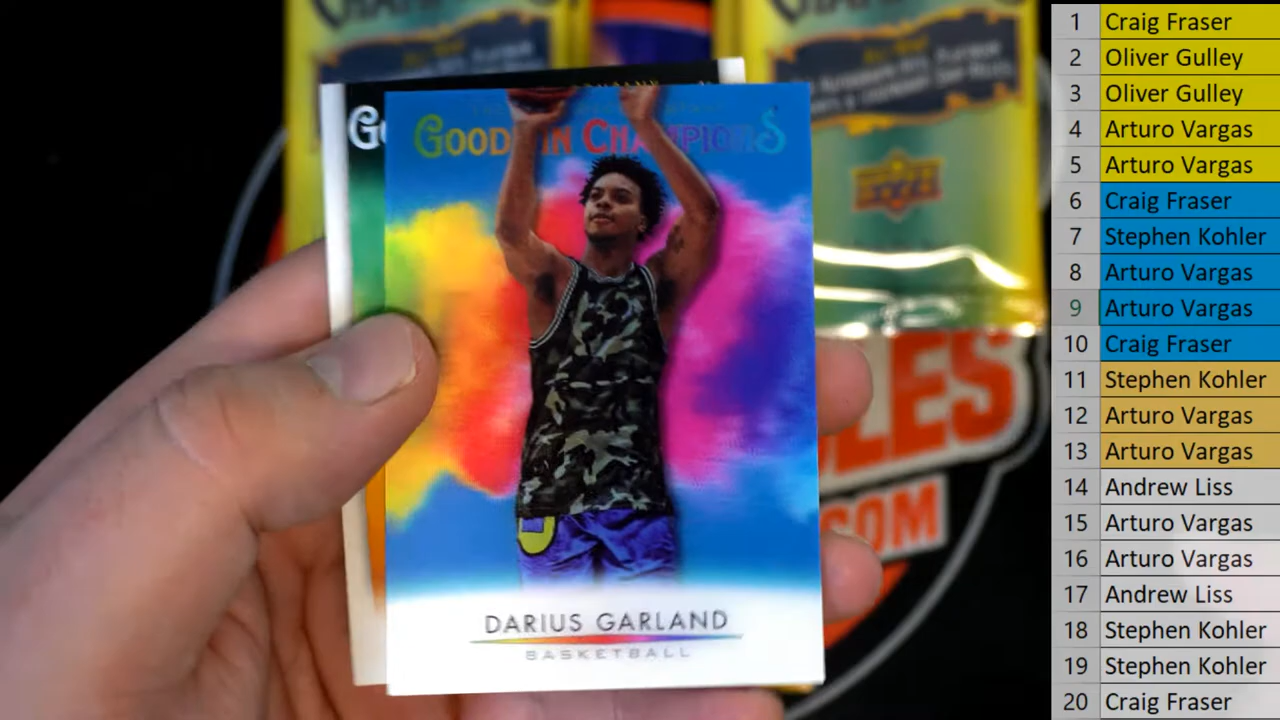 GOODWIN CHAMPIONS
DARIUS GARLAND
BASKETBALL
LES
.COM
1 Craig Fraser
2 Oliver Gulley
3 Oliver Gulley
4 Arturo Vargas
5 Arturo Vargas
6 Craig Fraser
7 Stephen Kohler
8 Arturo Vargas
9 Arturo Vargas
10 Craig Fraser
11 Stephen Kohler
12 Arturo Vargas
13 Arturo Vargas
14 Andrew Liss
15 Arturo Vargas
16 Arturo Vargas
17 Andrew Liss
18 Stephen Kohler
19 Stephen Kohler
20 Craig Fraser